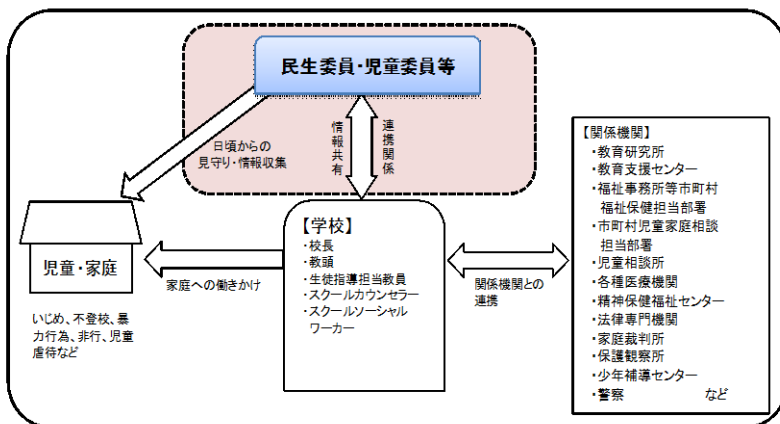 民生委員・児童委員等
日頃からの
見守り・情報収集
情報共有
連携関係
【学校】
・校長
・教頭
・生徒指導担当教員
・スクールカウンセラー
・スクールソーシャル
ワーカー
児童・家庭
家庭への働きかけ
いじめ、不登校、暴
力行為、非行、児童
虐待など
関係機関との
連携
【関係機関】
・教育研究所
・教育支援センター
・福祉事務所等市町村
福祉保健担当部署
・市町村児童家庭相談
担当部署
・児童相談所
・各種医療機関
・精神保健福祉センター
・法律専門機関
・家庭裁判所
・保護観察所
・少年補導センター
・警察 など